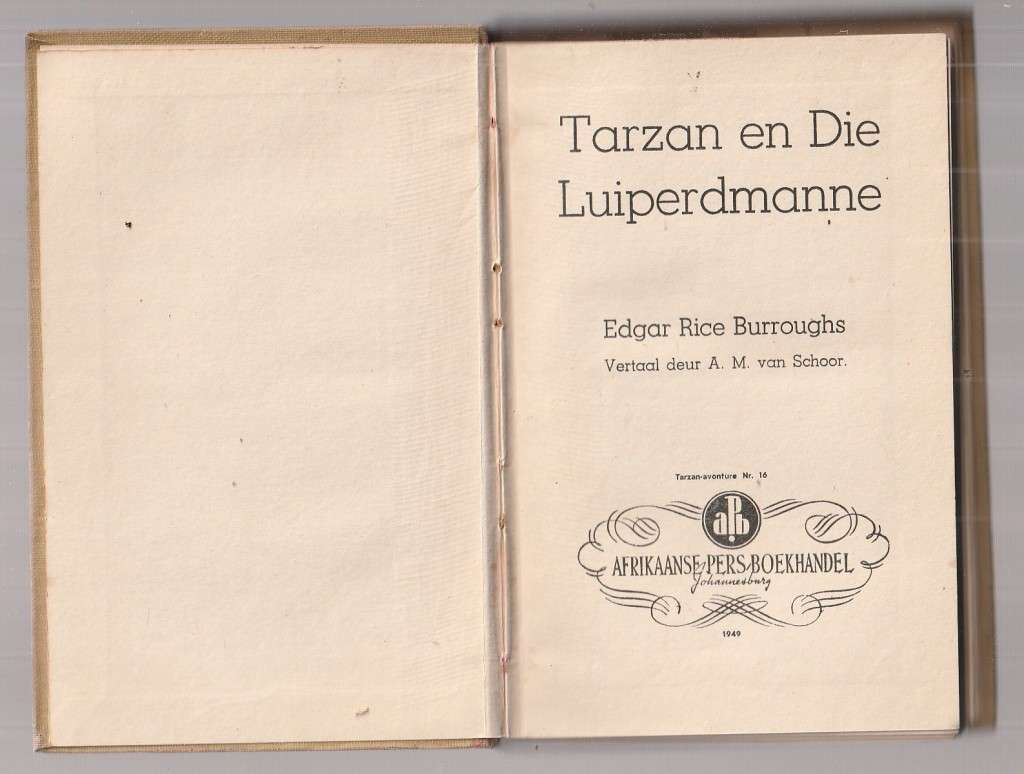 Tarzan en Die
Luiperdmanne
Edgar Rice Burroughs
Vertaal deur A. M. van Schoor.
Tarzan-avonture Nr. 16
aPb
AFRIKAANSE PERS BOEKHANDEL
Johannesburg
1949